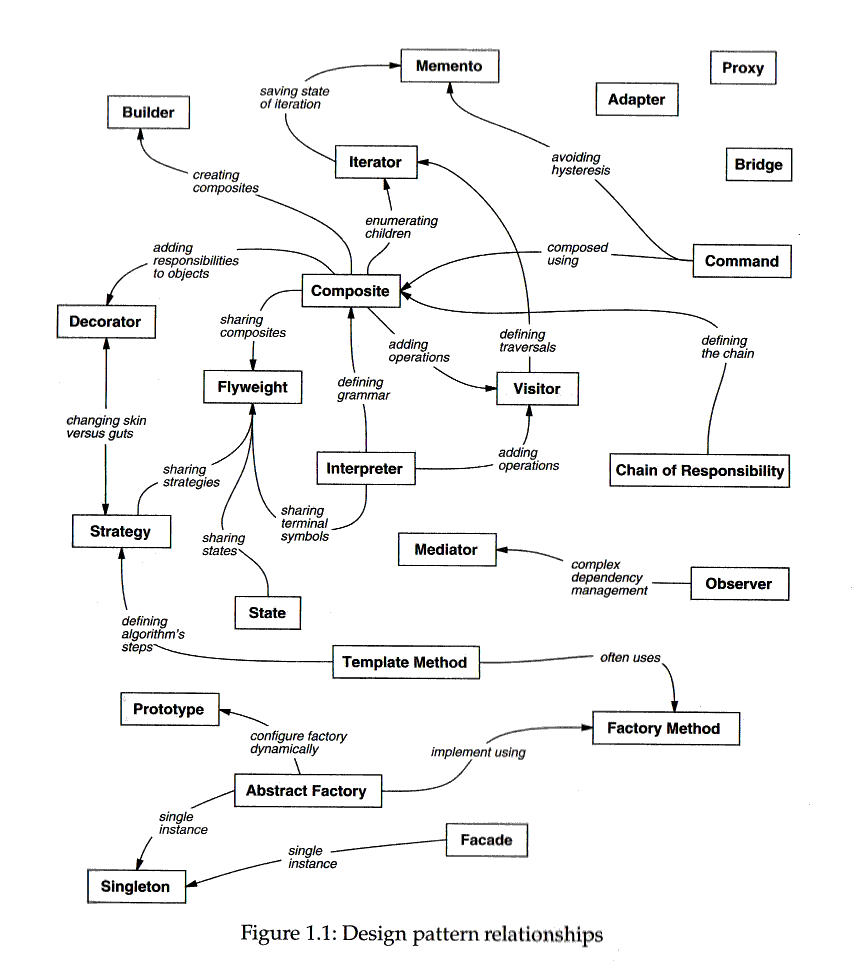 Memento
Proxy
saving state
of iteration
Adapter
Builder
Iterator
avoiding
hysteresis
Bridge
creating
composites
enumerating
children
adding
responsibilities
to objects
composed
using
Command
Composite
Decorator
sharing
composites
adding
operations
defining
traversals
defining
the chain
Flyweight
defining
grammar
Visitor
changing skin
versus guts
sharing
strategies
Interpreter
adding
operations
Chain of Responsibility
Strategy
sharing
states
sharing
terminal
symbols
Mediator
complex
dependency
management
Observer
State
defining
algorithm's
steps
Template Method
often uses
Prototype
configure factory
dynamically
implement using
Factory Method
Abstract Factory
single
instance
Facade
single
instance
Singleton
Figure 1.1: Design pattern relationships